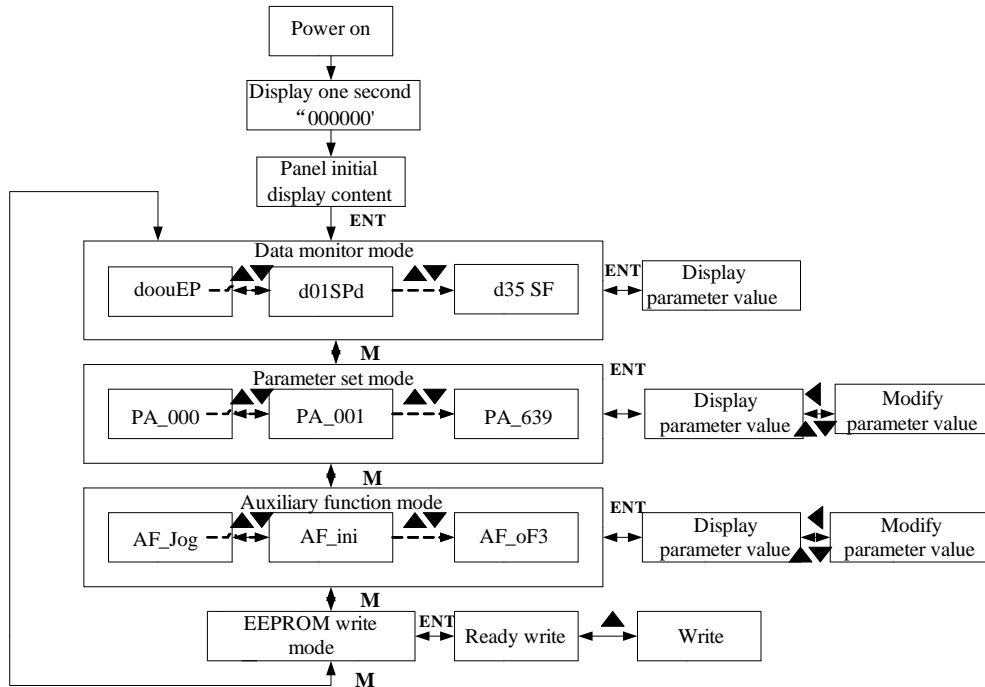 Power on
Display one second
“000000'
Panel initial
display content
ENT
Data monitor mode
doouEP
d01SPd
d35 SF
ENT
Display
parameter value
M
Parameter set mode
PA_000
PA_001
PA_639
ENT
Display
parameter value
Modify
parameter value
M
Auxiliary function mode
AF_Jog
AF_ini
AF_oF3
ENT
Display
parameter value
Modify
parameter value
M
EEPROM write
mode
ENT
Ready write
Write
M